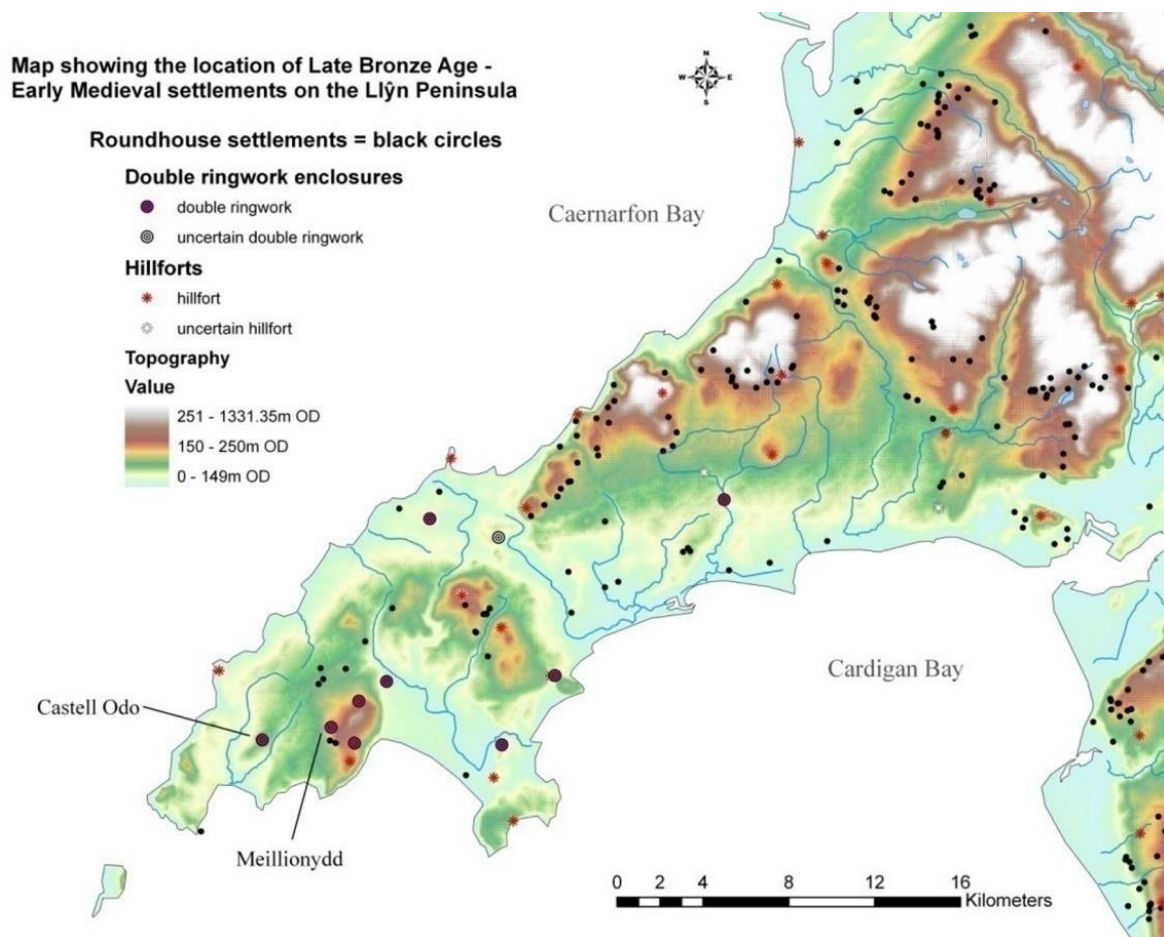 Map showing the location of Late Bronze Age -
Early Medieval settlements on the Llŷn Peninsula
Roundhouse settlements = black circles
Double ringwork enclosures
double ringwork
uncertain double ringwork
Hillforts
hillfort
uncertain hillfort
Topography
Value
251 - 1331.35m OD
150 - 250m OD
0 - 149m OD
N
W E
S
Caernarfon Bay
Cardigan Bay
Castell Odo
Meillionydd
0 2 4 8 12 16
Kilometers